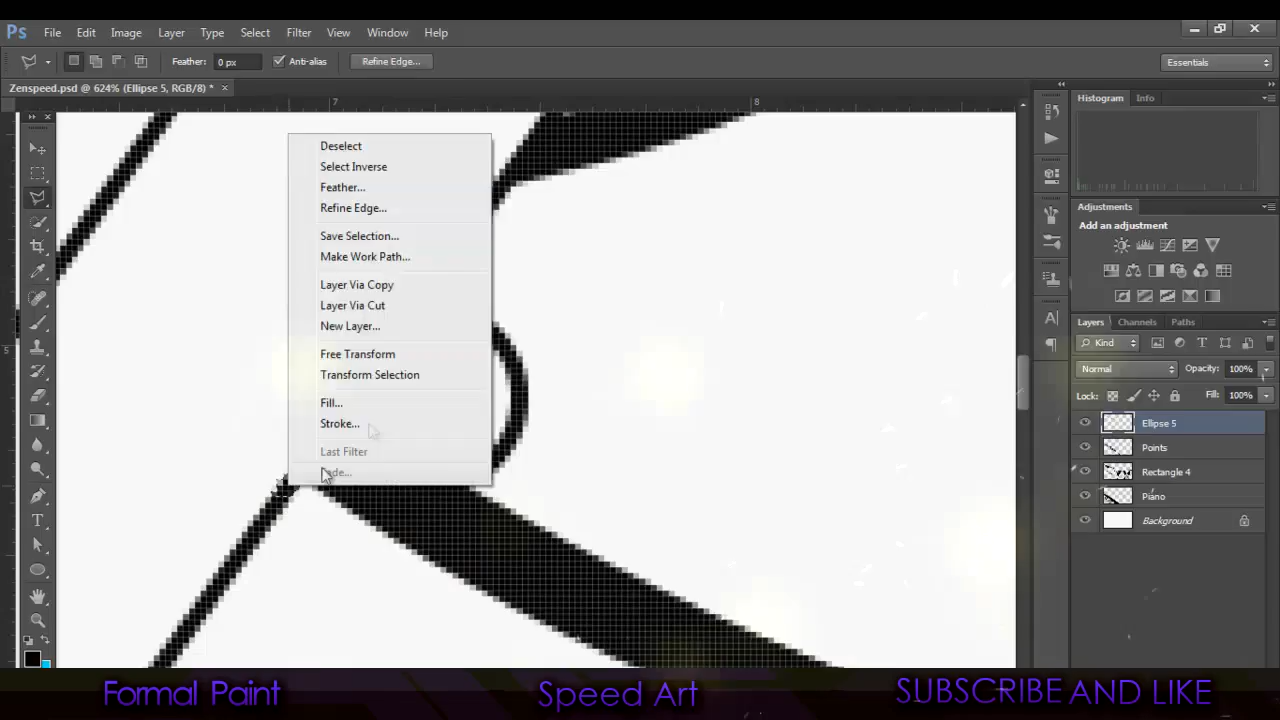 Ps File Edit Image Layer Type Select Filter View Window Help
Feather: 0 px Anti-alias Refine Edge... Essentials
Zenspeed.psd @ 624% (Ellipse 5, RGB/8) * ×
7 8
5
Deselect
Select Inverse
Feather...
Refine Edge...
Save Selection...
Make Work Path...
Layer Via Copy
Layer Via Cut
New Layer...
Free Transform
Transform Selection
Fill...
Stroke...
Last Filter
Histogram Info
Adjustments
Add an adjustment
Layers Channels Paths
Kind
Normal Opacity: 100%
Lock: Fill: 100%
Ellipse 5
Points
Rectangle 4
Piano
Background
Formal Paint Speed Art SUBSCRIBE AND LIKE